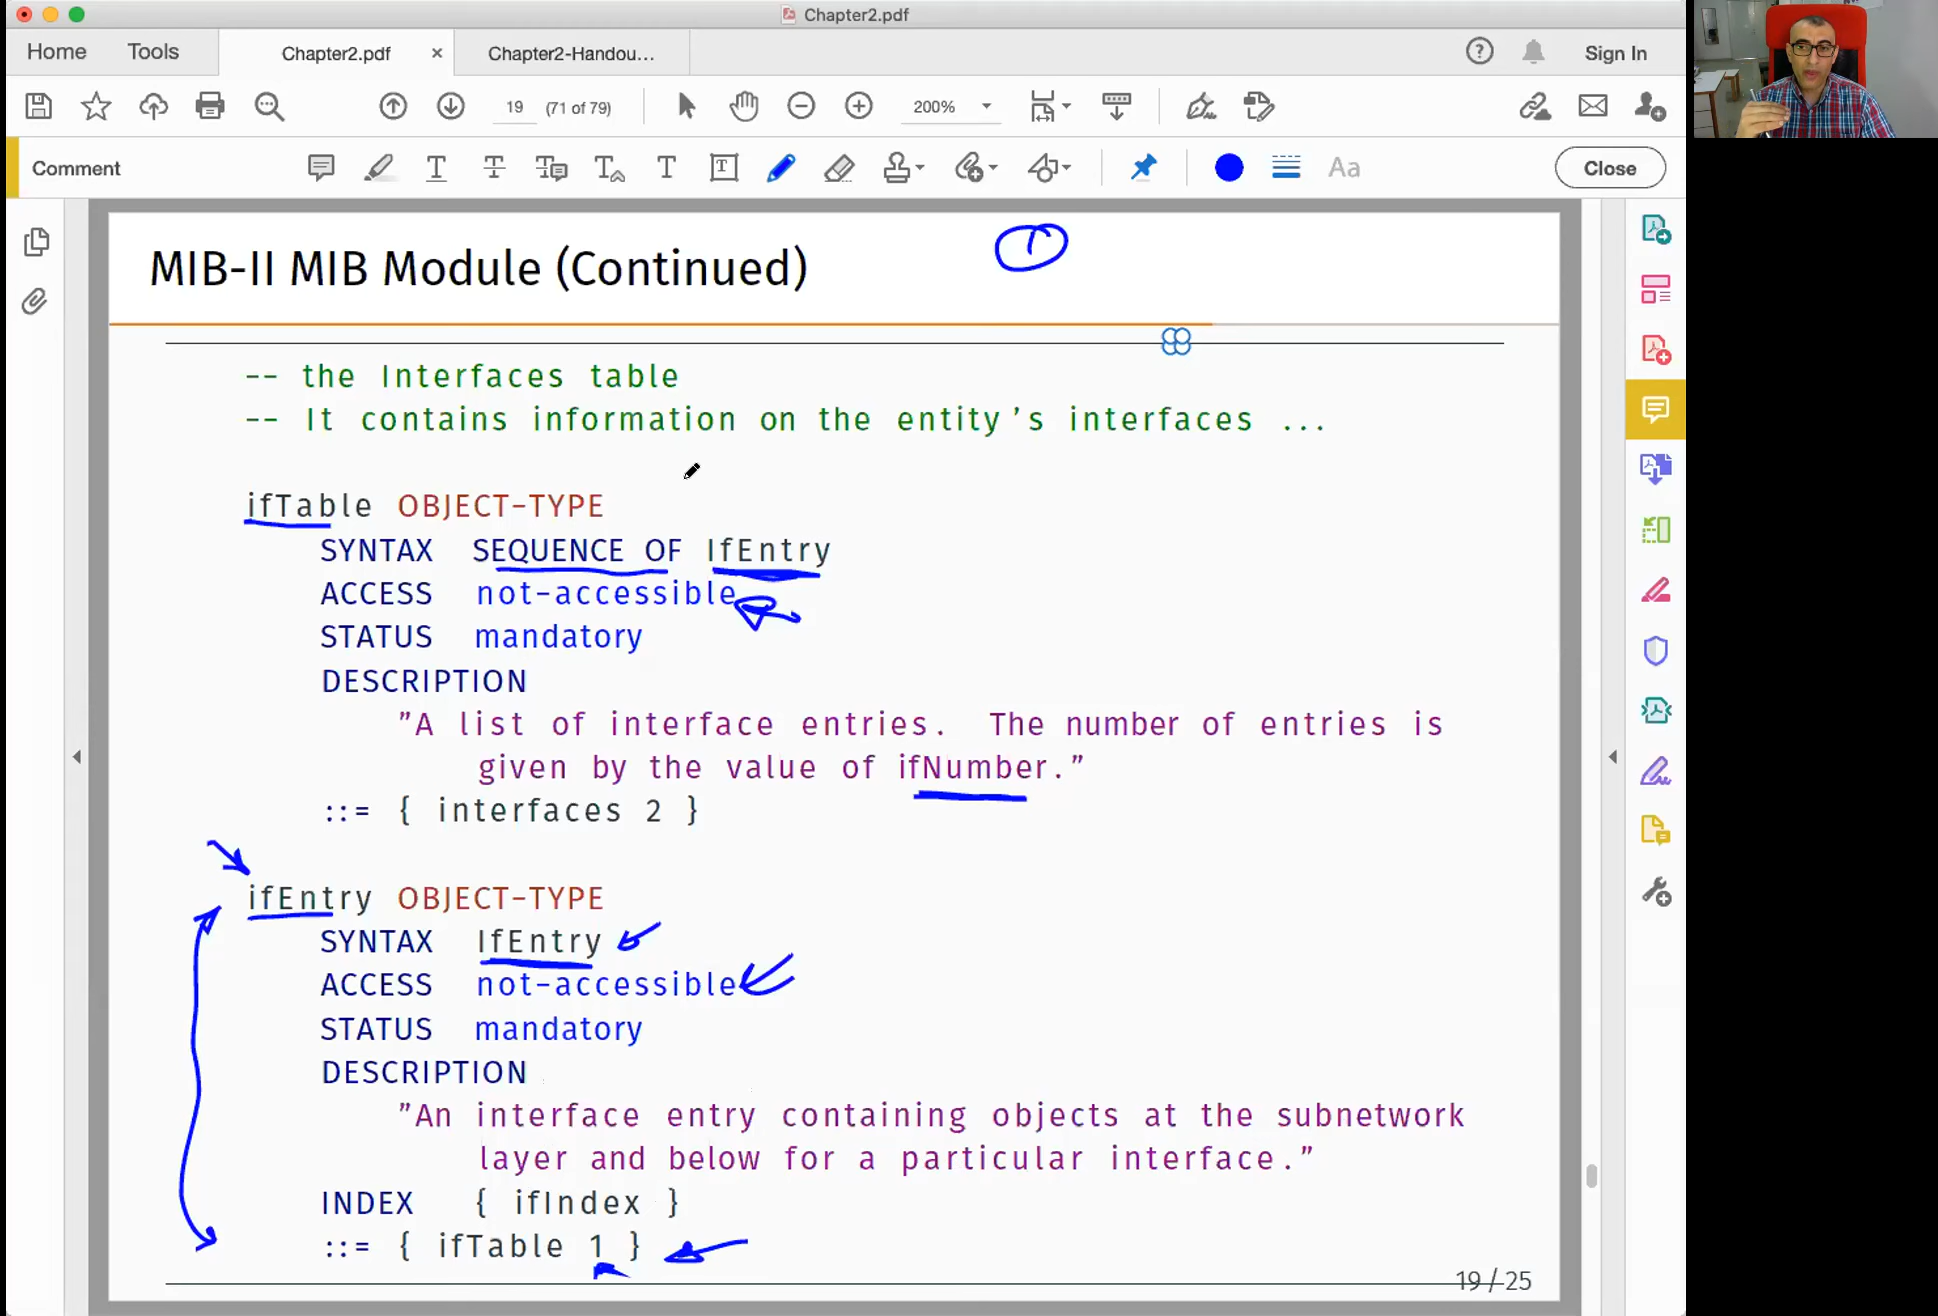 Chapter2.pdf
Home Tools Chapter2.pdf × Chapter2-Handou... Sign In
19 (71 of 79) 200%
Comment Aa Close
MIB-II MIB Module (Continued)
1
-- the Interfaces table
-- It contains information on the entity's interfaces ...
ifTable OBJECT-TYPE
SYNTAX SEQUENCE OF IfEntry
ACCESS not-accessible
STATUS mandatory
DESCRIPTION
"A list of interface entries. The number of entries is
given by the value of ifNumber."
::= { interfaces 2 }
ifEntry OBJECT-TYPE
SYNTAX IfEntry
ACCESS not-accessible
STATUS mandatory
DESCRIPTION
"An interface entry containing objects at the subnetwork
layer and below for a particular interface."
INDEX { ifIndex }
::= { ifTable 1 }
19/25